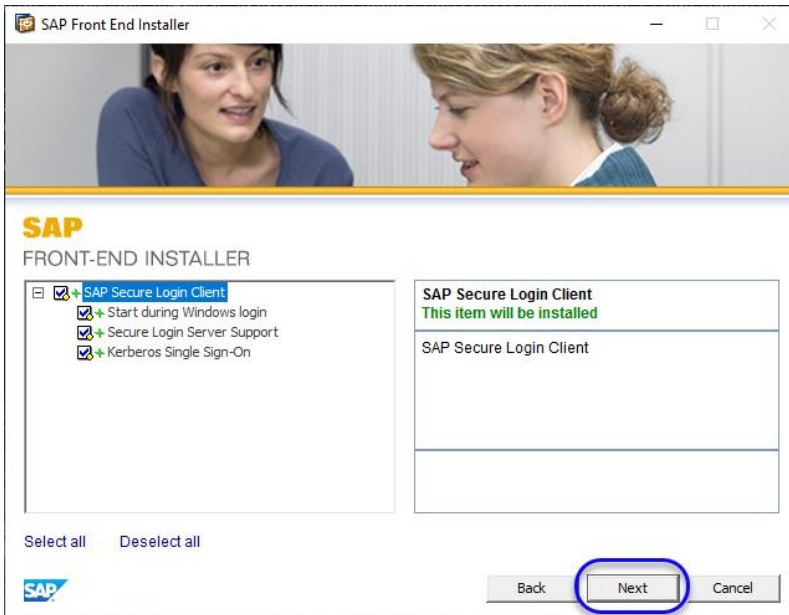 SAP Front End Installer
SAP
FRONT-END INSTALLER
SAP Secure Login Client
Start during Windows login
Secure Login Server Support
Kerberos Single Sign-On
SAP Secure Login Client
This item will be installed
SAP Secure Login Client
Select all Deselect all
SAP
Back Next Cancel